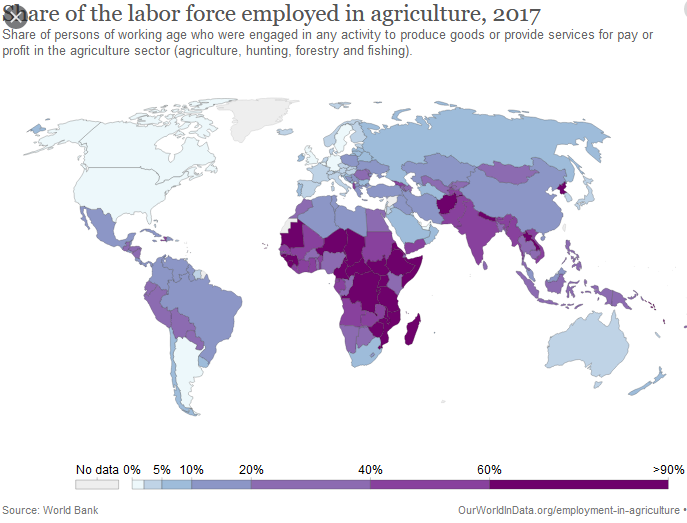 Share of the labor force employed in agriculture, 2017
Share of persons of working age who were engaged in any activity to produce goods or provide services for pay or
profit in the agriculture sector (agriculture, hunting, forestry and fishing).
No data 0% 5% 10% 20% 40% 60% >90%
Source: World Bank
OurWorldInData.org/employment-in-agriculture •